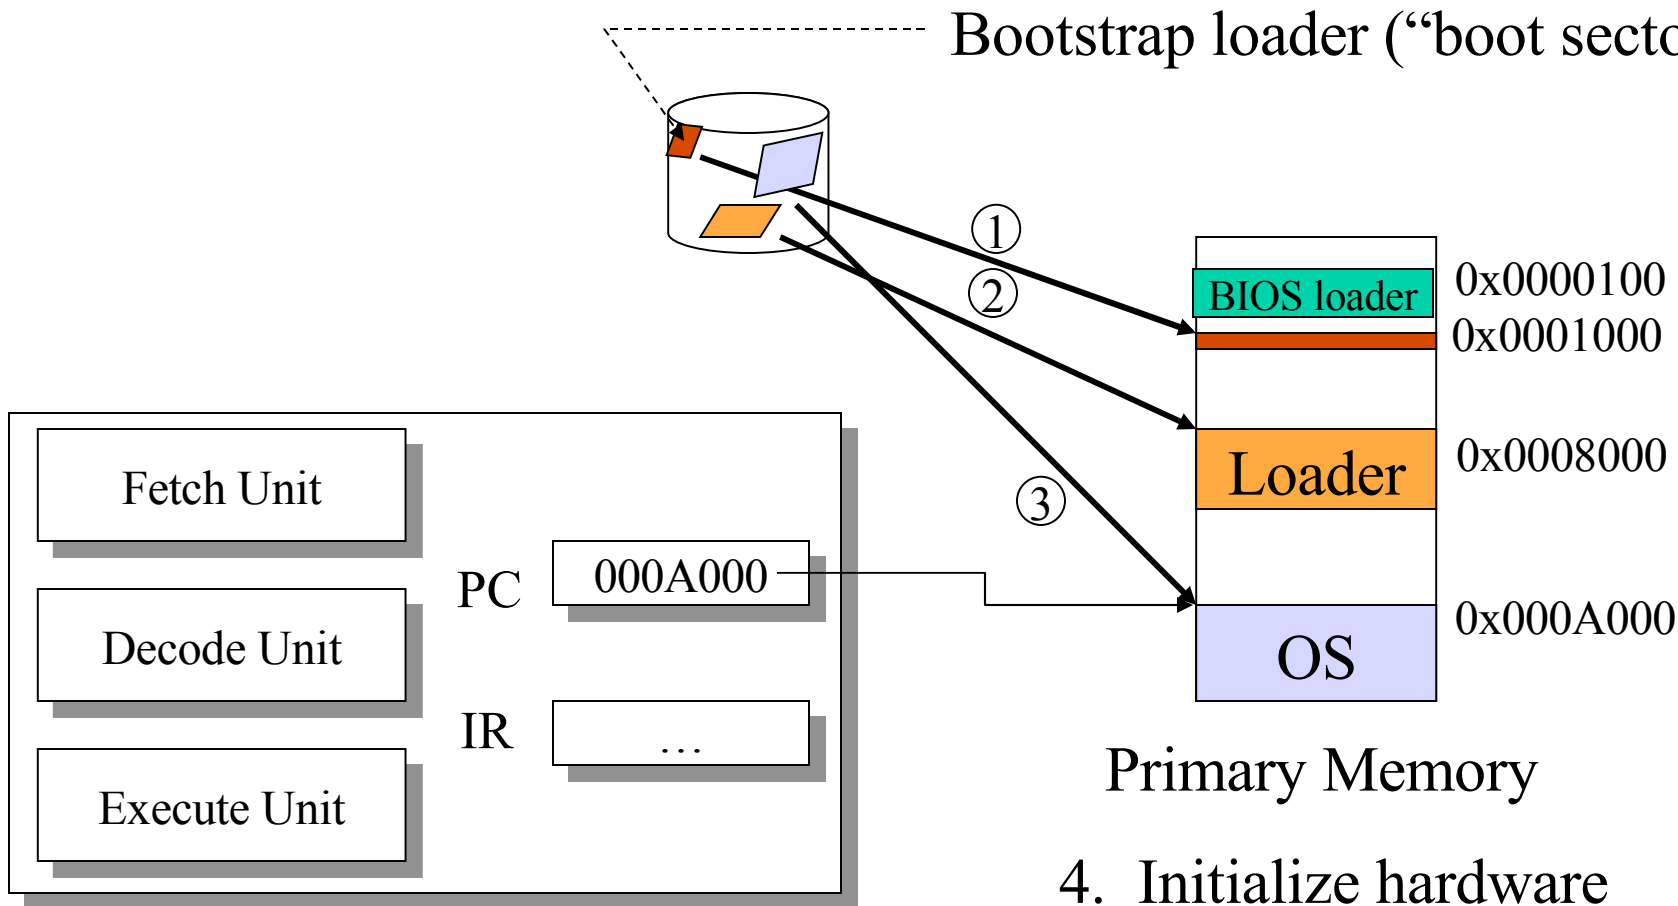 Bootstrap loader (“boot secto
1
2
BIOS loader
0x0000100
0x0001000
Loader
0x0008000
3
Fetch Unit
PC
000A000
Decode Unit
OS
0x000A000
IR
…
Execute Unit
Primary Memory
4. Initialize hardware